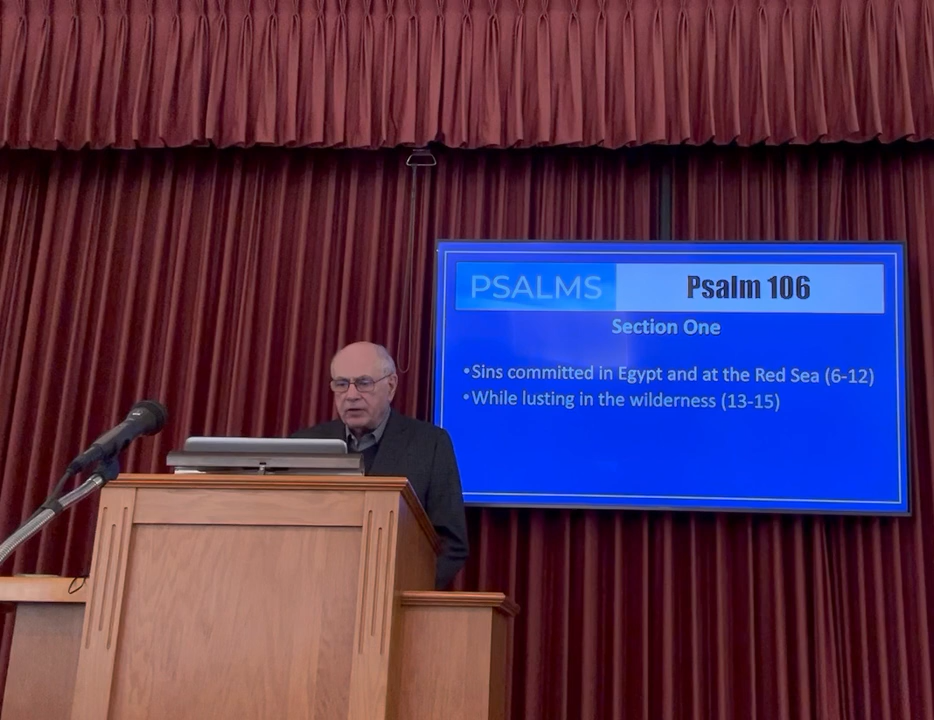 PSALMS Psalm 106
Section One
•Sins committed in Egypt and at the Red Sea (6-12)
•While lusting in the wilderness (13-15)